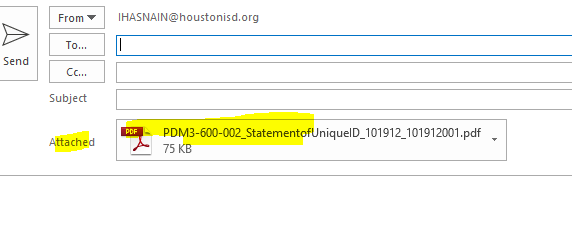 From
IHASNAIN@houstonisd.org
Send
To...
Cc...
Subject
Attached
PDF
PDM3-600-002_StatementofUniqueID_101912_101912001.pdf
75 KB